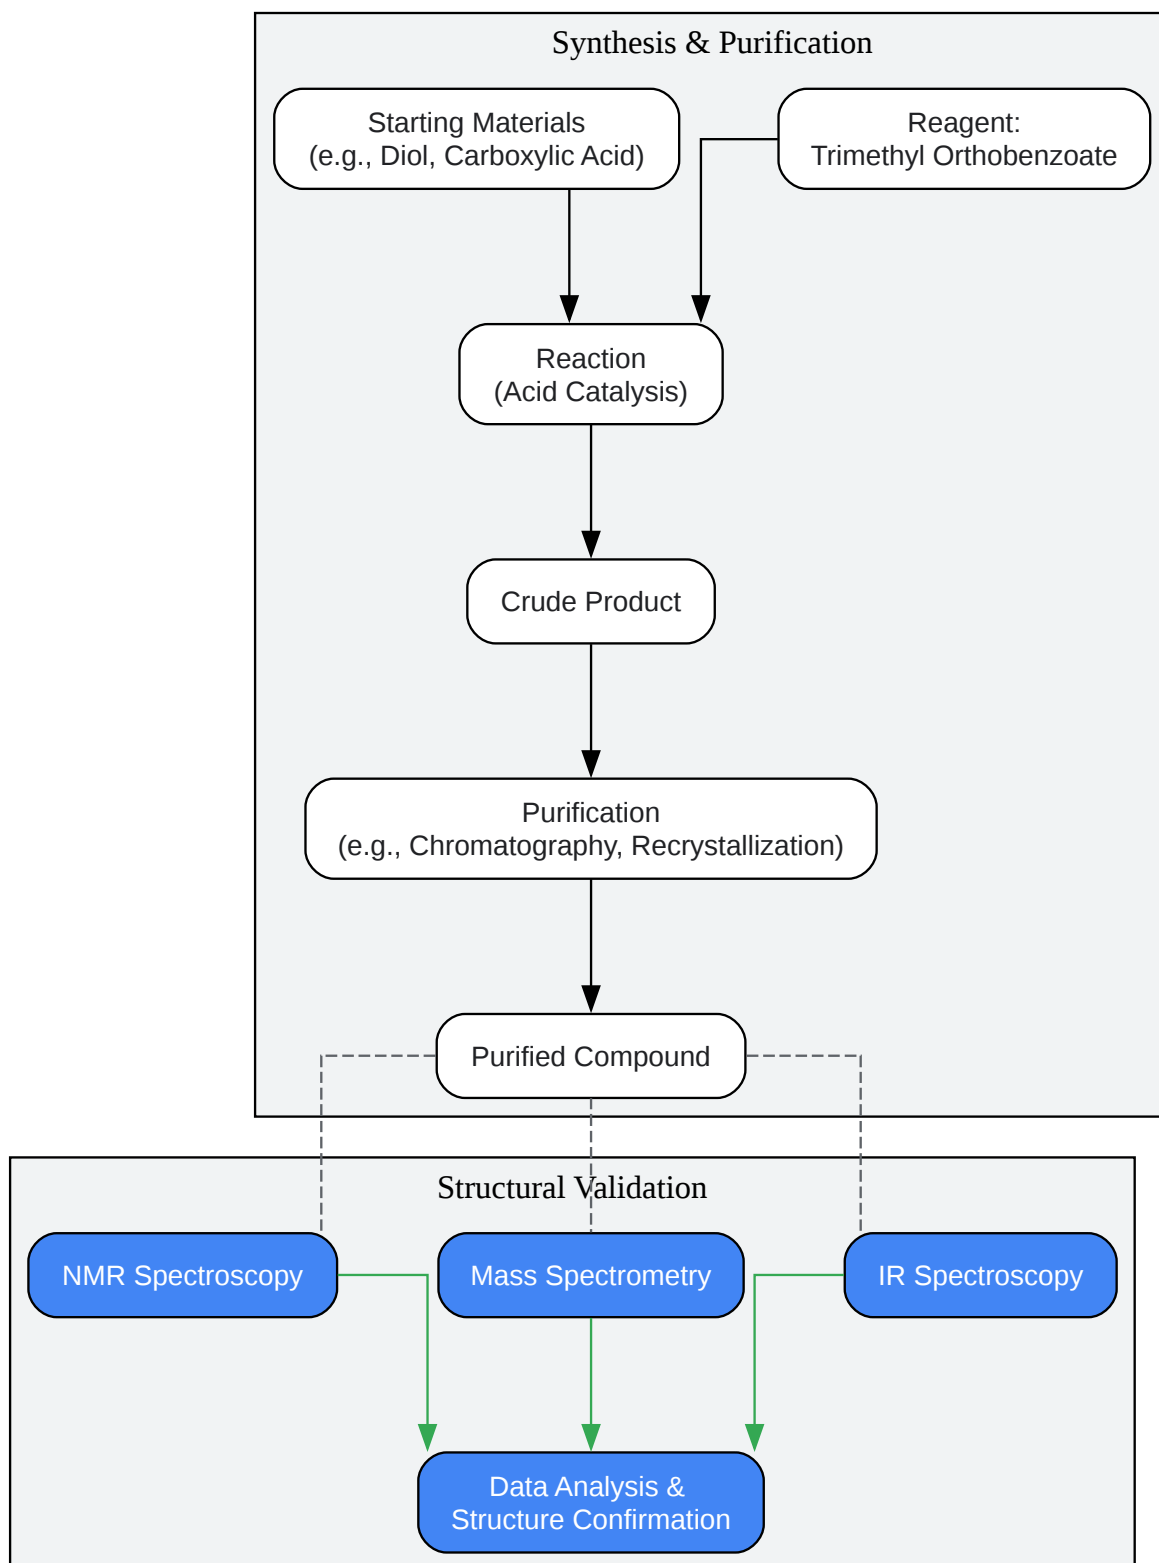 Synthesis & Purification
Starting Materials
(e.g., Diol, Carboxylic Acid)
Reagent:
Trimethyl Orthobenzoate
Reaction
(Acid Catalysis)
Crude Product
Purification
(e.g., Chromatography, Recrystallization)
Purified Compound
Structural Validation
NMR Spectroscopy
Mass Spectrometry
IR Spectroscopy
Data Analysis &
Structure Confirmation